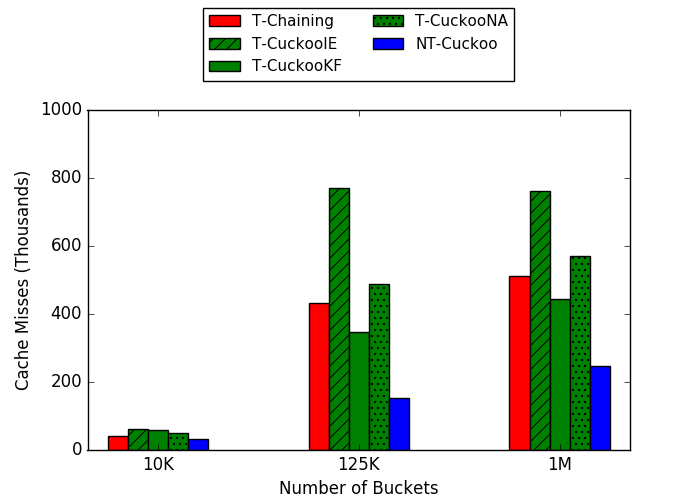 T-Chaining
T-CuckooIE
T-CuckooKF
T-CuckooNA
NT-Cuckoo
1000
800
600
400
200
0
Cache Misses (Thousands)
10K
125K
1M
Number of Buckets